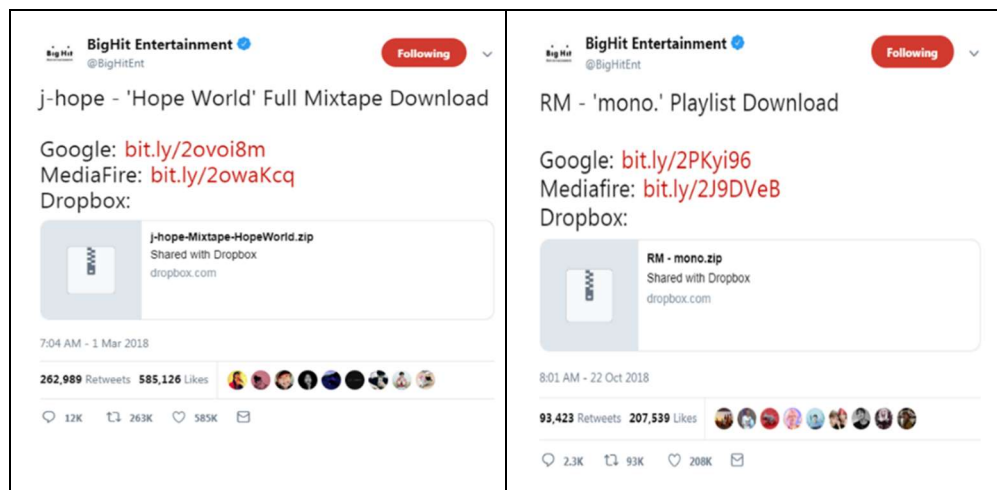 BigHit Entertainment
@BigHitEnt
Following
j-hope - 'Hope World' Full Mixtape Download
Google: bit.ly/2ovoi8m
MediaFire: bit.ly/2owaKcq
Dropbox:
j-hope-Mixtape-HopeWorld.zip
Shared with Dropbox
dropbox.com
7:04 AM - 1 Mar 2018
262,989 Retweets 585,126 Likes
12K 263K 585K
BigHit Entertainment
@BigHitEnt
Following
RM - 'mono.' Playlist Download
Google: bit.ly/2PKyi96
Mediafire: bit.ly/2J9DVeB
Dropbox:
RM - mono.zip
Shared with Dropbox
dropbox.com
8:01 AM - 22 Oct 2018
93,423 Retweets 207,539 Likes
2.3K 93K 208K